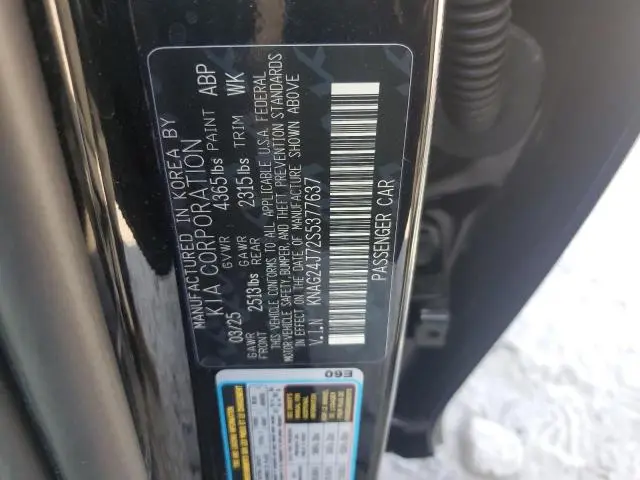 MANUFACTURED IN KOREA BY
KIA CORPORATION
03/25 GVWR 4365lbs PAINT ABP
GAWR FRONT 2513lbs GAWR REAR 2315lbs TRIM WK
THIS VEHICLE CONFORMS TO ALL APPLICABLE U.S.A. FEDERAL
MOTOR VEHICLE SAFETY, BUMPER, AND THEFT PREVENTION STANDARDS
IN EFFECT ON THE DATE OF MANUFACTURE SHOWN ABOVE
V.I.N KNAG24J72S5377637
PASSENGER CAR
E60